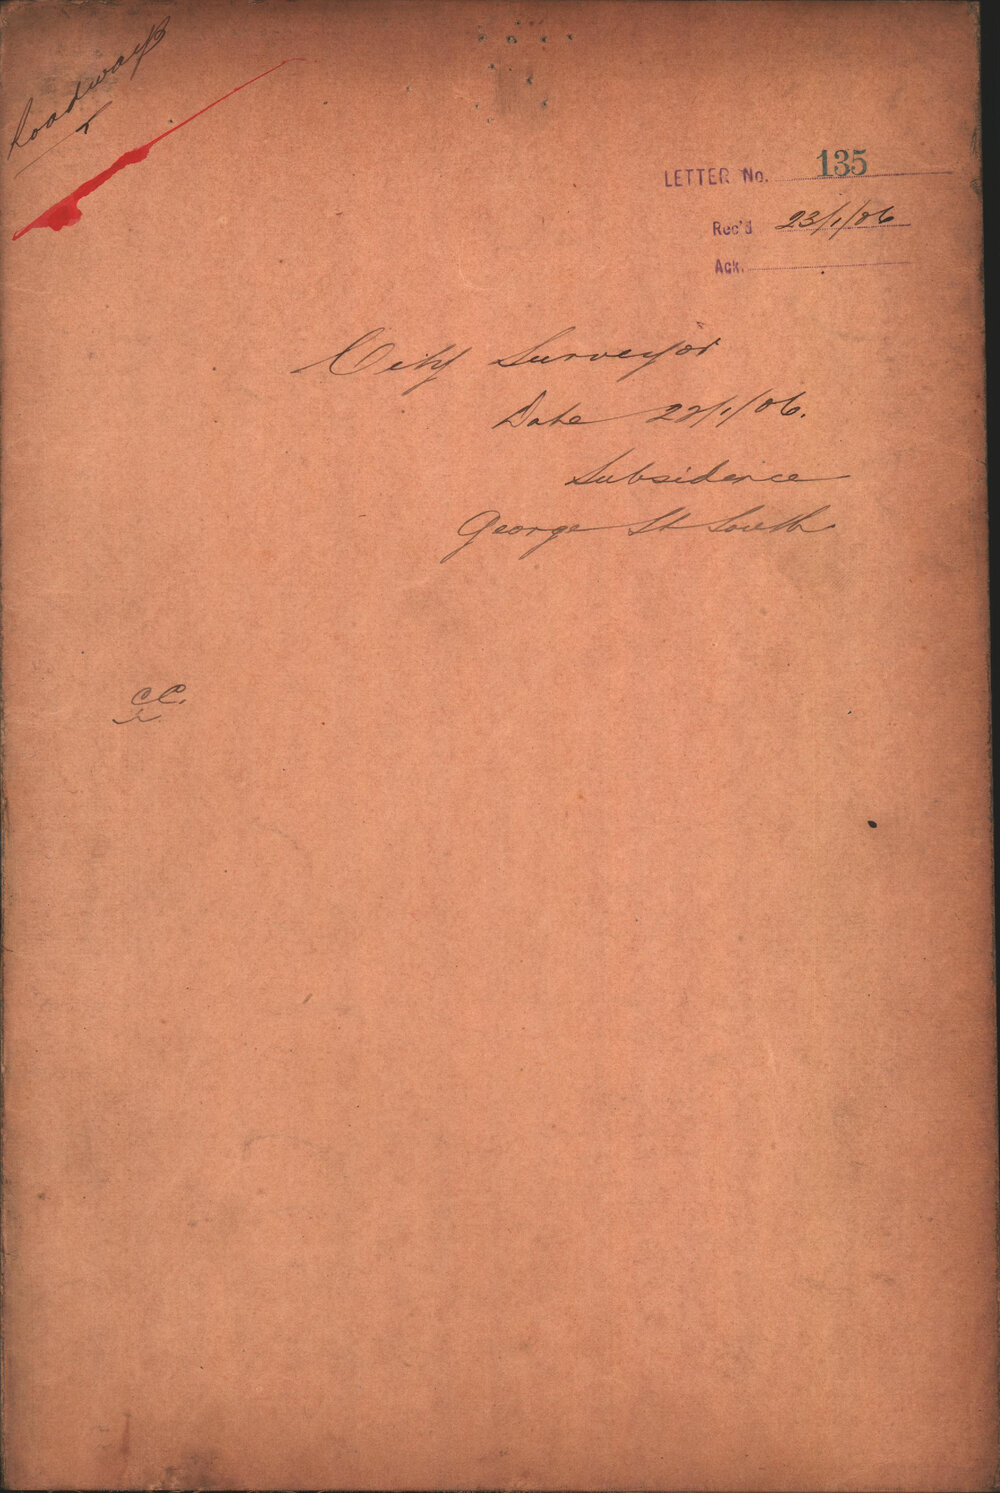 Roadways
LETTER No. 135
Rec'd 23/1/06
Ack.
City Surveyor
Date 22/1/06.
Subsidence
George St South
CC.